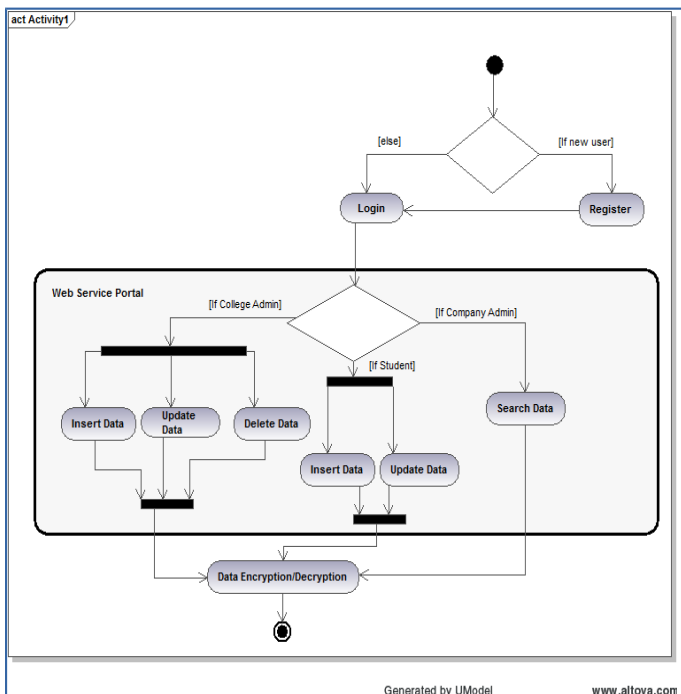 act Activity1
[else]
[If new user]
Login
Register
Web Service Portal
[If College Admin]
[If Company Admin]
[If Student]
Insert Data
Update
Data
Delete Data
Search Data
Insert Data
Update Data
Data Encryption/Decryption
Generated by UModel
www.altova.com